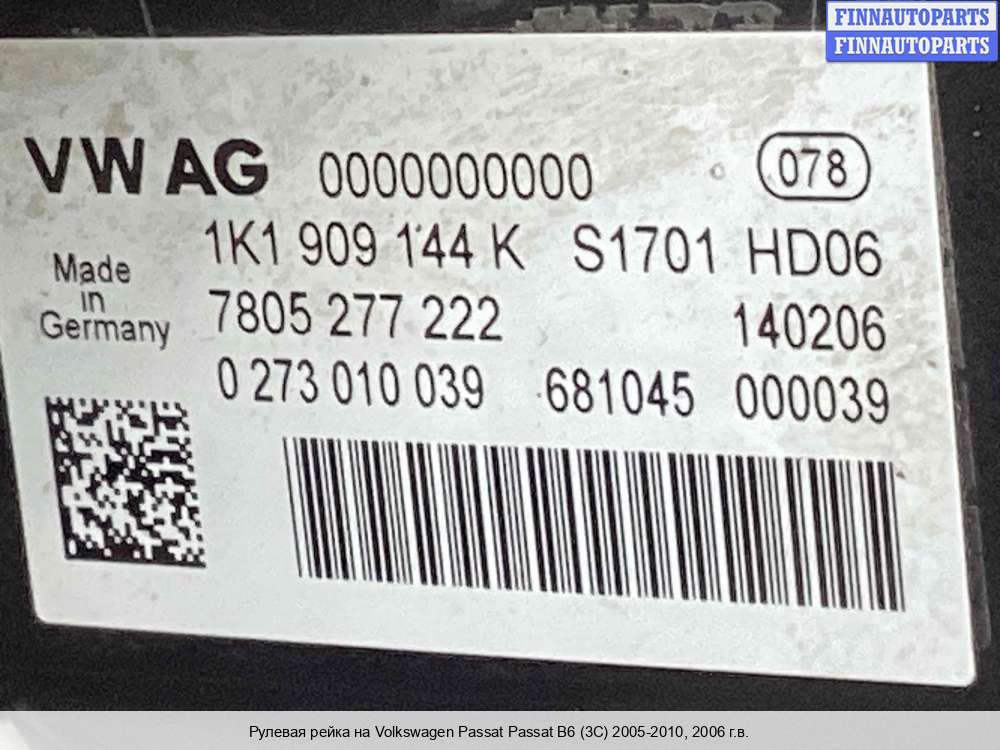 FINNAUTOPARTS
FINNAUTOPARTS
VW AG 0000000000 078
1K1 909 144 K S1701 HD06
Made
in
Germany
7805 277 222 140206
0 273 010 039 681045 000039
Рулевая рейка на Volkswagen Passat Passat B6 (3C) 2005-2010, 2006 г.в.